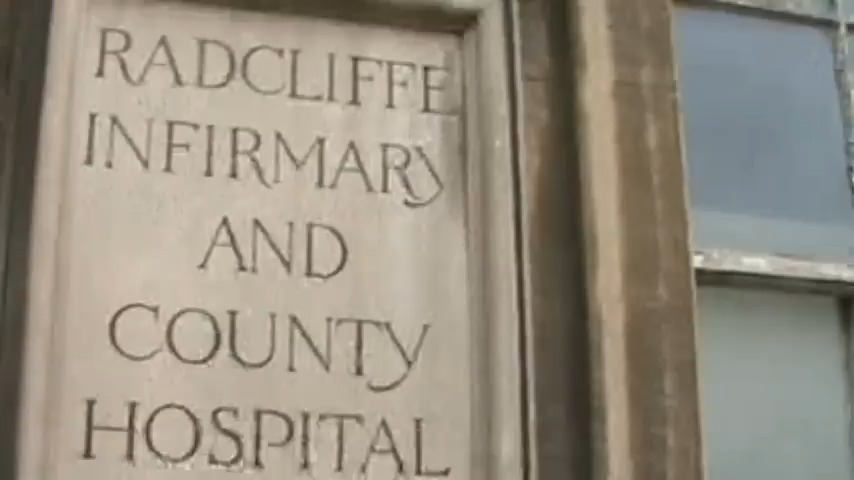 RADCLIFFE
INFIRMARY
AND
COUNTY
HOSPITAL